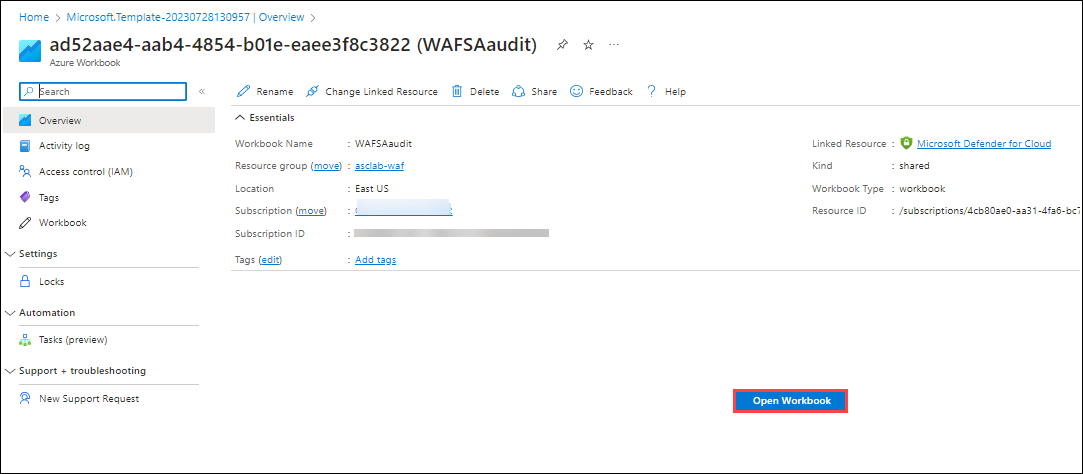 Home > Microsoft.Template-20230728130957 | Overview >
ad52aae4-aab4-4854-b01e-eaee3f8c3822 (WAFSAaudit) ...
Azure Workbook
Search «
Rename Change Linked Resource Delete Share Feedback ? Help
Overview
Activity log
Access control (IAM)
Tags
Workbook
Settings
Locks
Automation
Tasks (preview)
Support + troubleshooting
New Support Request
Essentials
Workbook Name : WAFSAaudit
Resource group (move) : asclab-waf
Location : East US
Subscription (move) :
Subscription ID :
Tags (edit) : Add tags
Linked Resource : Microsoft Defender for Cloud
Kind : shared
Workbook Type : workbook
Resource ID : /subscriptions/4cb80ae0-aa31-4fa6-bc7
Open Workbook